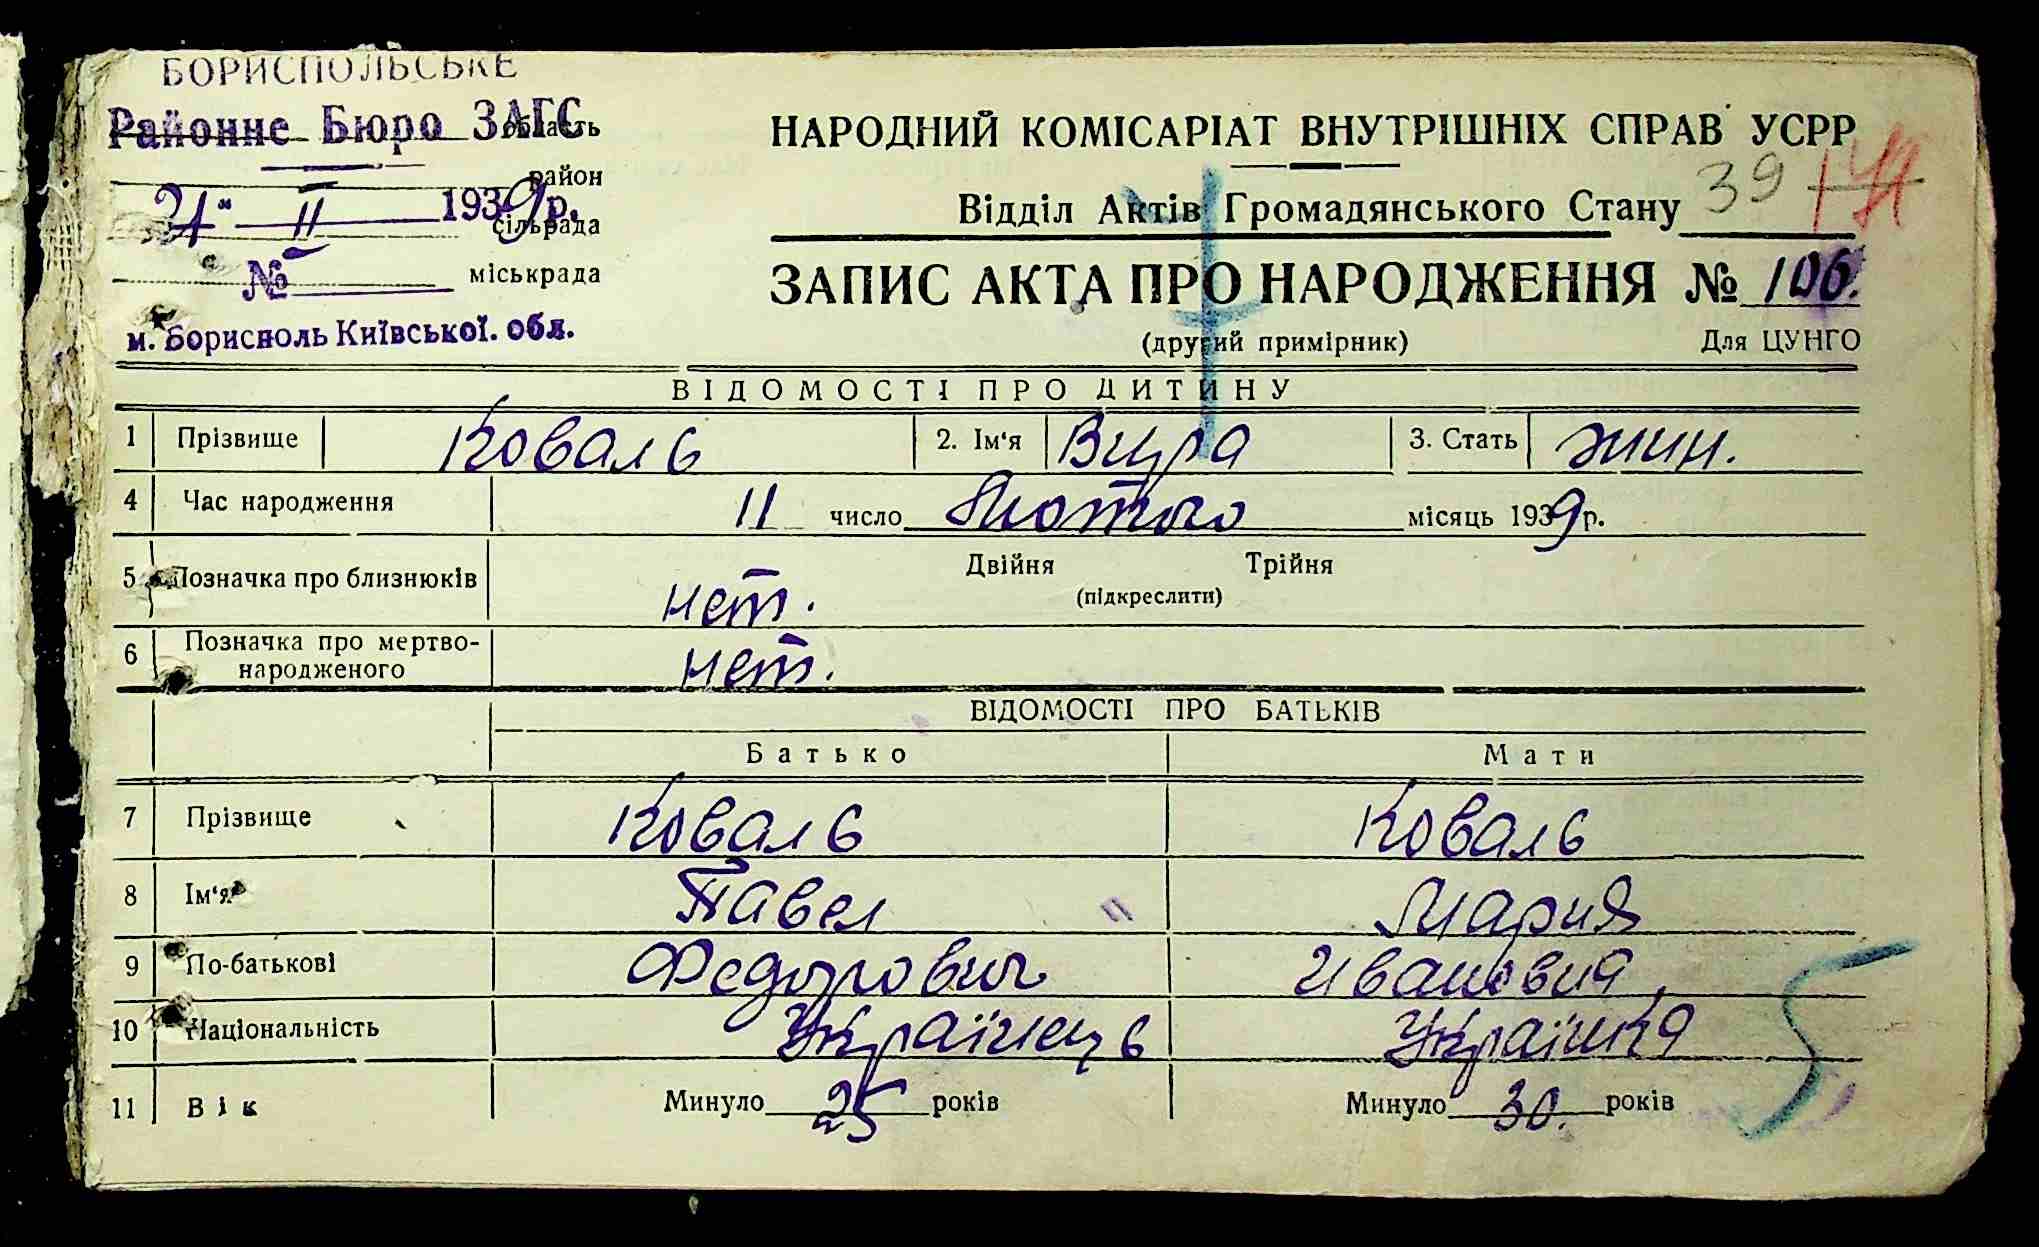 БОРИСПОЛЬСЬКЕ
Районне Бюро ЗАГС область
район
21" II 1939 р.
сільрада
№ міськрада
м. Борисполь Київської. обл.
НАРОДНИЙ КОМІСАРІАТ ВНУТРІШНІХ СПРАВ УСРР
Відділ Актів Громадянського Стану 39
ЗАПИС АКТА ПРО НАРОДЖЕННЯ № 106.
(другий примірник) Для ЦУНГО
ВІДОМОСТІ ПРО ДИТИНУ
1 Прізвище Коваль 2. Ім'я Вира 3. Стать жин.
4 Час народження 11 число Лютого місяць 1939 р.
5 Позначка про близнюків нет. Двійня Трійня
(підкреслити)
6 Позначка про мертво-
народженого нет.
ВІДОМОСТІ ПРО БАТЬКІВ
Батько Мати
7 Прізвище Коваль Коваль
8 Ім'я Павел Мария
9 По-батькові Федорович Ивановия
10 Національність Українець Українка
11 Вік Минуло 25 років Минуло 30. років